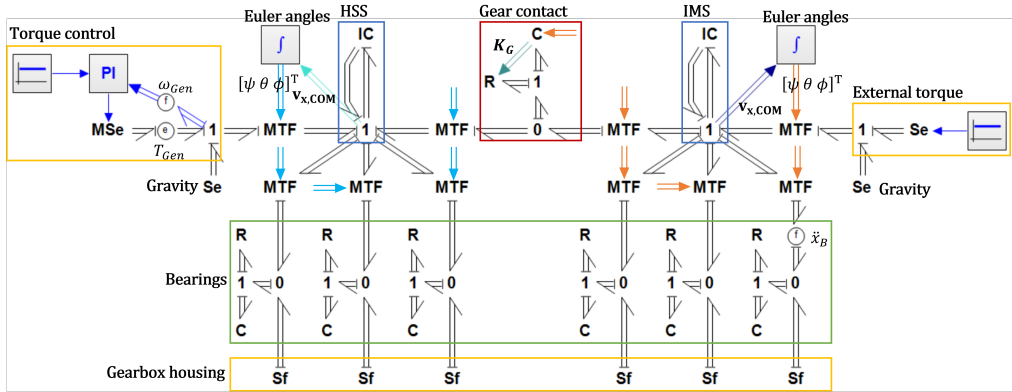 Euler angles HSS Gear contact IMS Euler angles
Torque control
∫ IC C IC ∫
K_G
PI ω_Gen [ψ θ ϕ]^T v_x,COM R 1 v_x,COM [ψ θ ϕ]^T External torque
f
MSe e 1 MTF 1 MTF 0 MTF 1 MTF 1 Se
T_Gen
Gravity Se MTF MTF MTF MTF MTF MTF Se Gravity
R R R R R R f ẍ_B
Bearings 1 0 1 0 1 0 1 0 1 0 1 0
C C C C C C
Gearbox housing Sf Sf Sf Sf Sf Sf